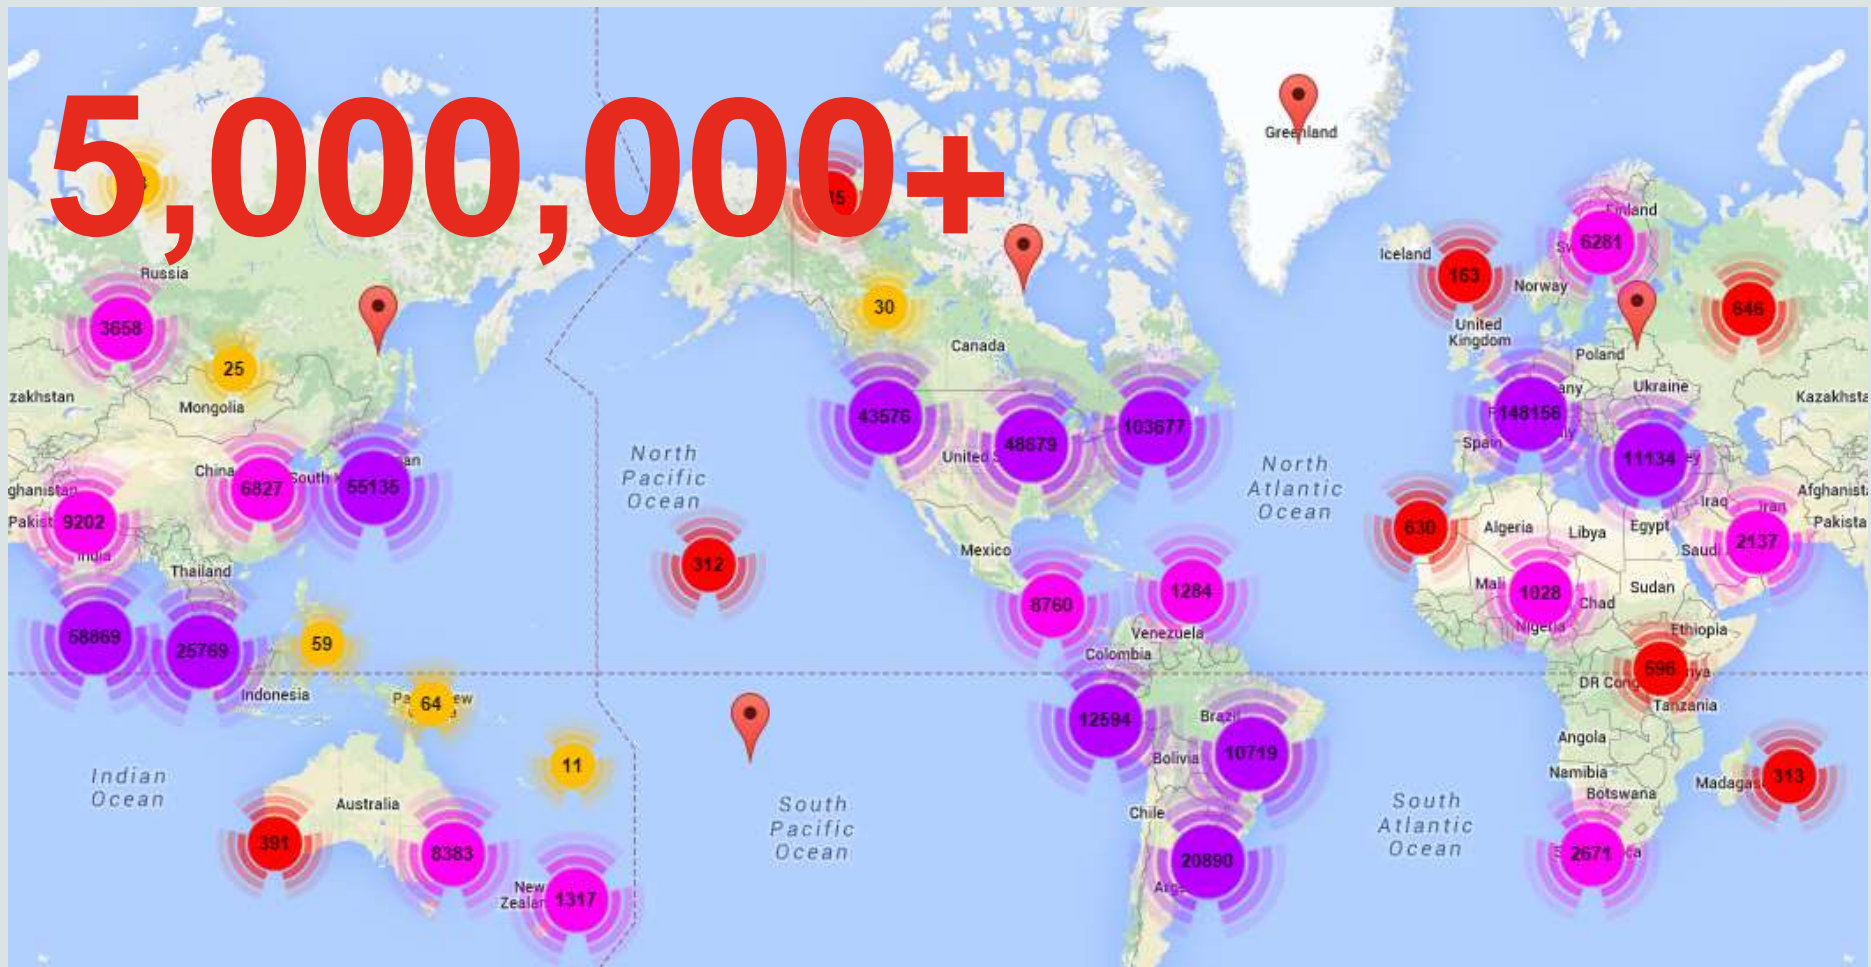 5,000,000+
Greenland
Finland
6281
Iceland
163
Norway
Russia
3658
30
646
United
Kingdom
Canada
Poland
25
Mongolia
Ukraine
zakhstan
Kazakhsta
43576
48679
103677
148156
any
Spain
11134
United S
North
Pacific
Ocean
North
Atlantic
Ocean
China
6827
South K
55135
an
ghanistan
Pakist
9202
India
Thailand
312
Mexico
630
Algeria
Libya
Egypt
Iraq
Iran
Afghanist
Pakista
Saudi
2137
8760
1284
Venezuela
Colombia
Mali
1028
Chad
Sudan
Nigeria
Ethiopia
58869
25769
59
Indonesia
64
Pa
ew
596
nya
DR Cong
Tanzania
12594
Brazil
10719
Bolivia
Angola
11
Namibia
Botswana
Madagas
313
Indian
Ocean
Australia
South
Pacific
Ocean
Chile
South
Atlantic
Ocean
391
8383
20890
2671
New
Zealan
1317